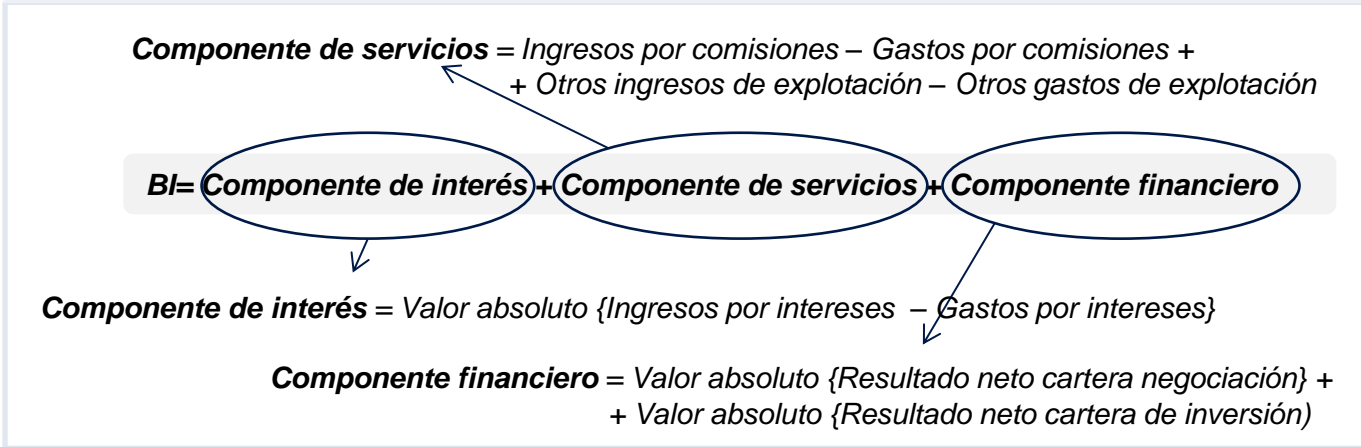 Componente de servicios = Ingresos por comisiones – Gastos por comisiones +
+ Otros ingresos de explotación – Otros gastos de explotación
BI= Componente de interés + Componente de servicios + Componente financiero
Componente de interés = Valor absoluto {Ingresos por intereses – Gastos por intereses}
Componente financiero = Valor absoluto {Resultado neto cartera negociación} +
+ Valor absoluto {Resultado neto cartera de inversión)